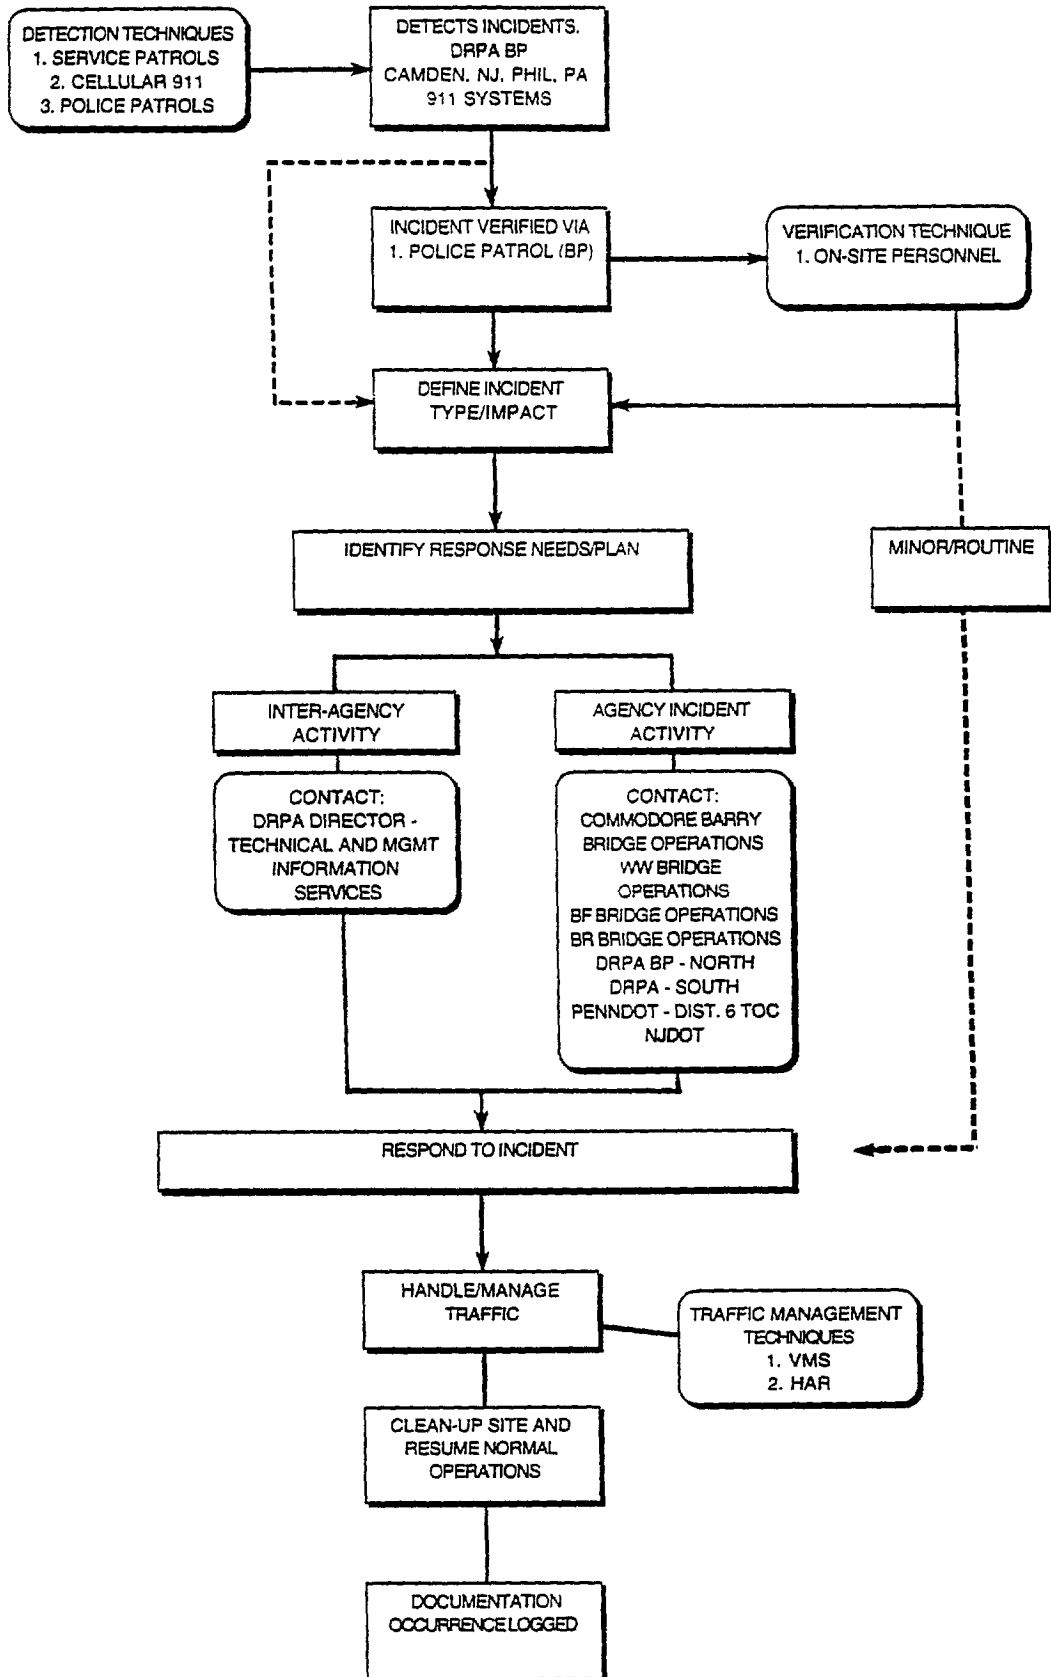 DETECTION TECHNIQUES
1. SERVICE PATROLS
2. CELLULAR 911
3. POLICE PATROLS
DETECTS INCIDENTS.
DRPA BP
CAMDEN, NJ, PHIL, PA
911 SYSTEMS
INCIDENT VERIFIED VIA
1. POLICE PATROL (BP)
VERIFICATION TECHNIQUE
1. ON-SITE PERSONNEL
DEFINE INCIDENT
TYPE/IMPACT
IDENTIFY RESPONSE NEEDS/PLAN
MINOR/ROUTINE
INTER-AGENCY
ACTIVITY
AGENCY INCIDENT
ACTIVITY
CONTACT:
DRPA DIRECTOR -
TECHNICAL AND MGMT
INFORMATION
SERVICES
CONTACT:
COMMODORE BARRY
BRIDGE OPERATIONS
WW BRIDGE
OPERATIONS
BF BRIDGE OPERATIONS
BR BRIDGE OPERATIONS
DRPA BP - NORTH
DRPA - SOUTH
PENNDOT - DIST. 6 TOC
NJDOT
RESPOND TO INCIDENT
HANDLE/MANAGE
TRAFFIC
TRAFFIC MANAGEMENT
TECHNIQUES
1. VMS
2. HAR
CLEAN-UP SITE AND
RESUME NORMAL
OPERATIONS
DOCUMENTATION
OCCURRENCE LOGGED